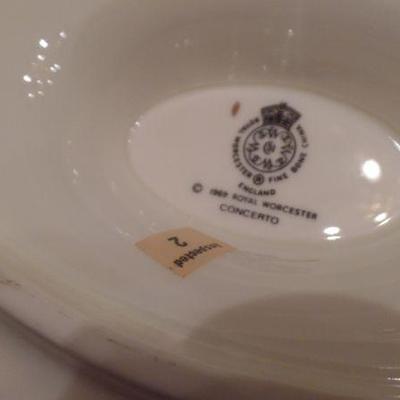 ROYAL WORCESTER ® FINE BONE CHINA
ENGLAND
© 1969 ROYAL WORCESTER
CONCERTO
Inspected
2